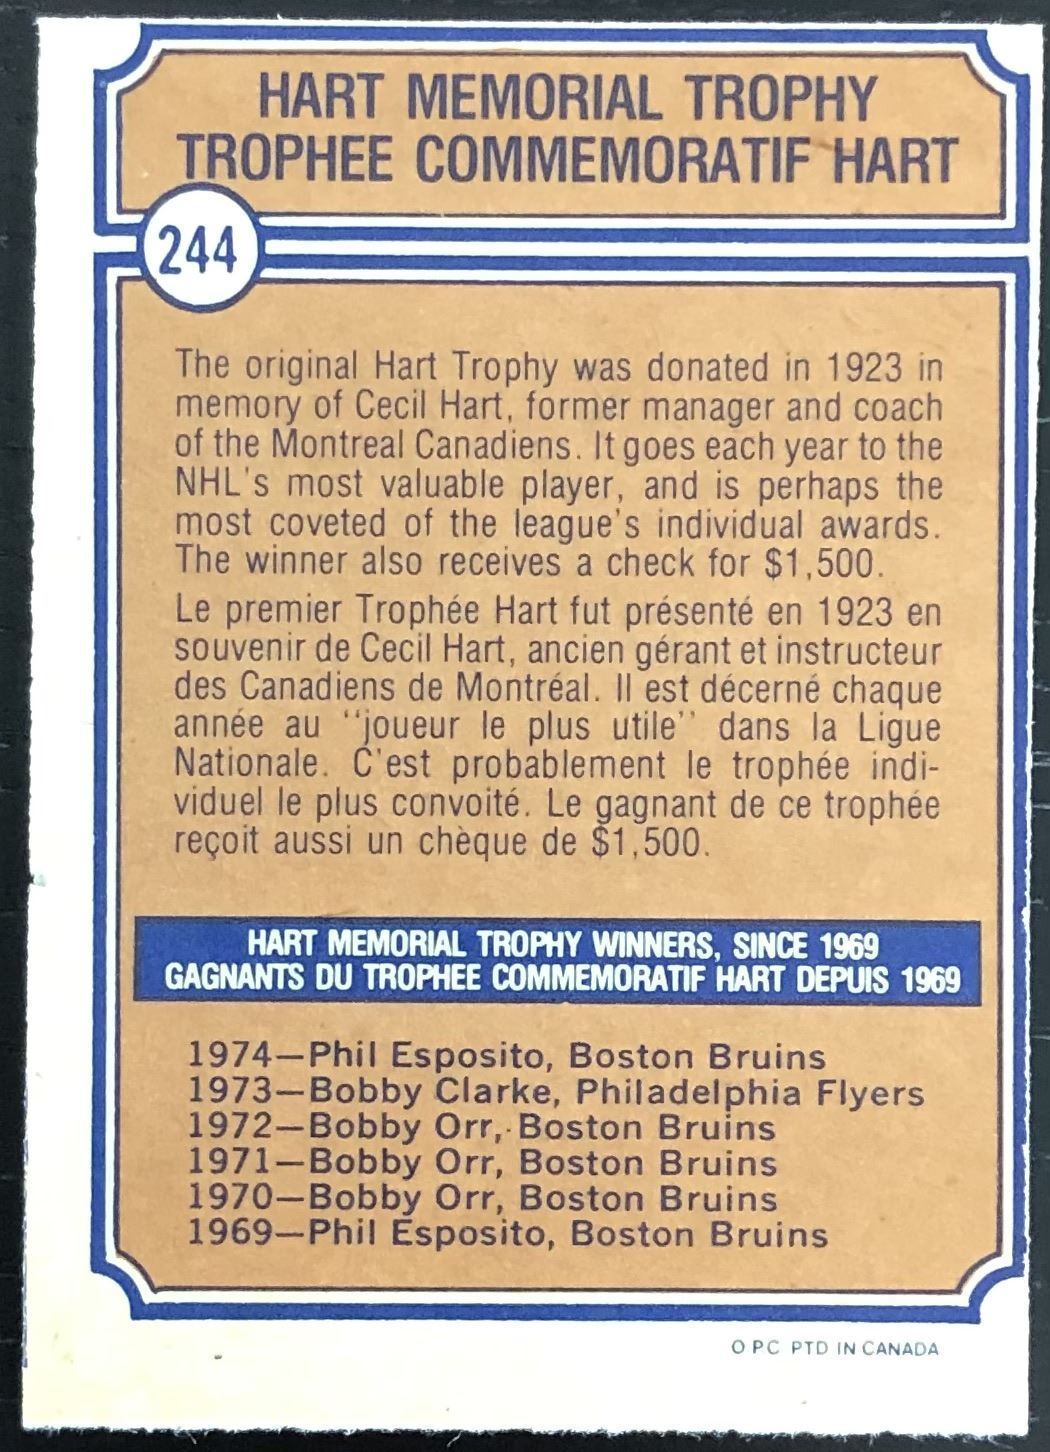 HART MEMORIAL TROPHY
TROPHEE COMMEMORATIF HART
244
The original Hart Trophy was donated in 1923 in
memory of Cecil Hart, former manager and coach
of the Montreal Canadiens. It goes each year to the
NHL's most valuable player, and is perhaps the
most coveted of the league's individual awards.
The winner also receives a check for $1,500.
Le premier Trophée Hart fut présenté en 1923 en
souvenir de Cecil Hart, ancien gérant et instructeur
des Canadiens de Montréal. Il est décerné chaque
année au ''joueur le plus utile'' dans la Ligue
Nationale. C'est probablement le trophée indi-
viduel le plus convoité. Le gagnant de ce trophée
reçoit aussi un chèque de $1,500.
HART MEMORIAL TROPHY WINNERS, SINCE 1969
GAGNANTS DU TROPHEE COMMEMORATIF HART DEPUIS 1969
1974—Phil Esposito, Boston Bruins
1973—Bobby Clarke, Philadelphia Flyers
1972—Bobby Orr, Boston Bruins
1971—Bobby Orr, Boston Bruins
1970—Bobby Orr, Boston Bruins
1969—Phil Esposito, Boston Bruins
O P C PTD IN CANADA